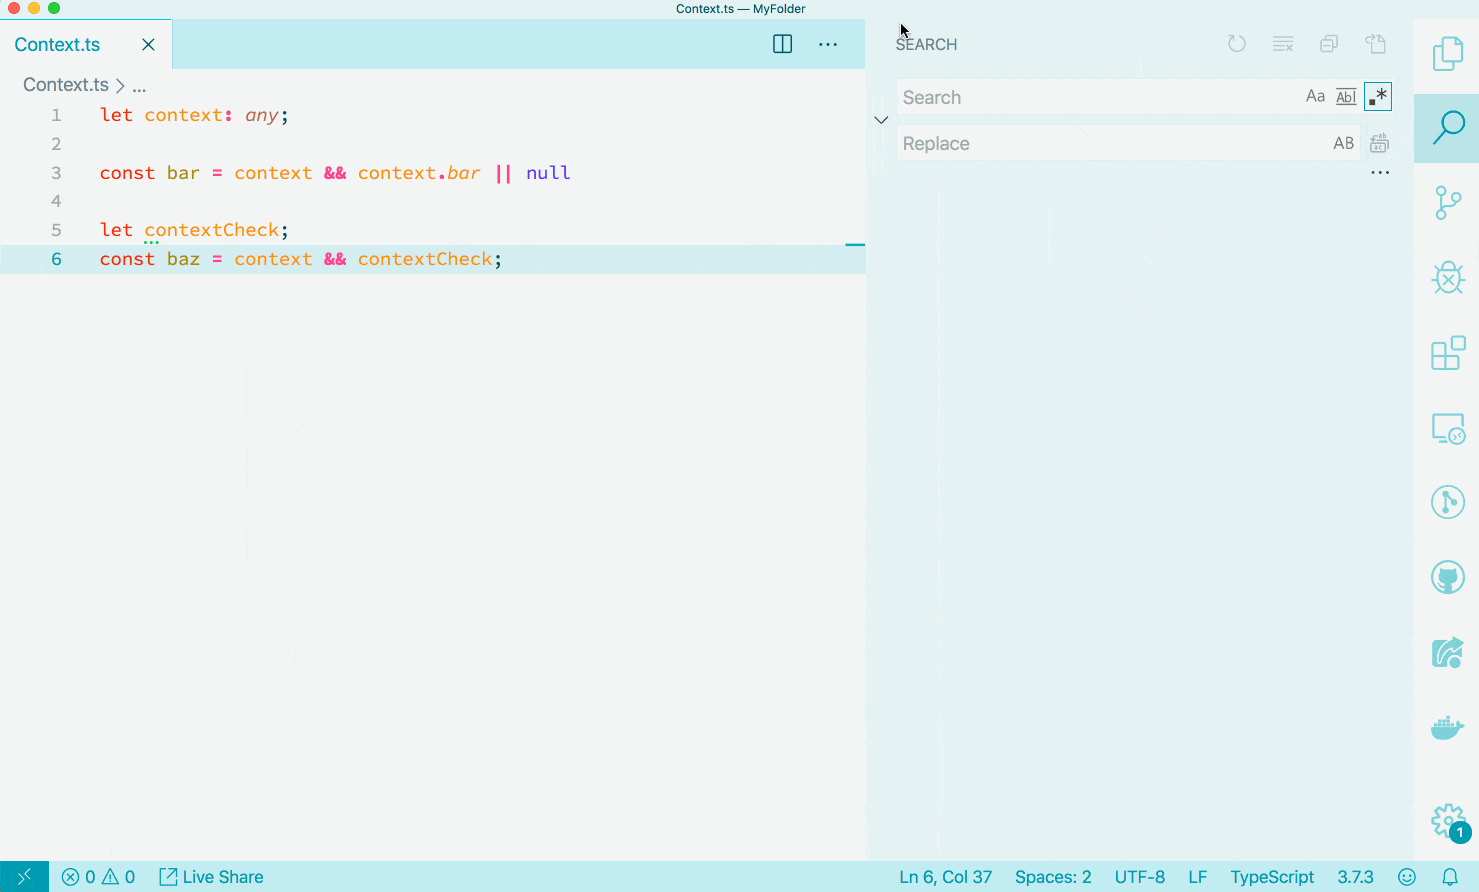 Context.ts — MyFolder
Context.ts
Context.ts > ...
1 let context: any;
2
3 const bar = context && context.bar || null
4
5 let contextCheck;
6 const baz = context && contextCheck;
SEARCH
Search Aa Abl .*
Replace AB
...
1
0 0 Live Share Ln 6, Col 37 Spaces: 2 UTF-8 LF TypeScript 3.7.3